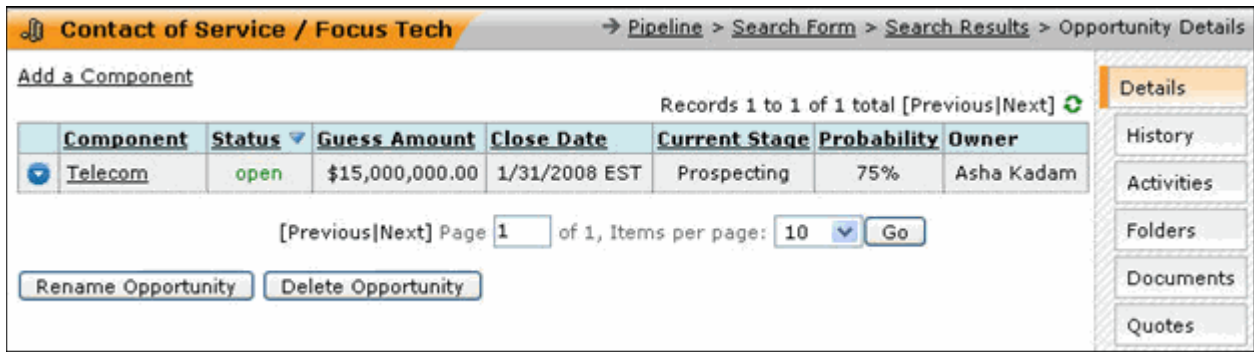 Contact of Service / Focus Tech
→ Pipeline > Search Form > Search Results > Opportunity Details
Add a Component
Records 1 to 1 of 1 total [Previous|Next]
Component Status Guess Amount Close Date Current Stage Probability Owner
Telecom open $15,000,000.00 1/31/2008 EST Prospecting 75% Asha Kadam
[Previous|Next] Page 1 of 1, Items per page: 10 Go
Rename Opportunity Delete Opportunity
Details
History
Activities
Folders
Documents
Quotes